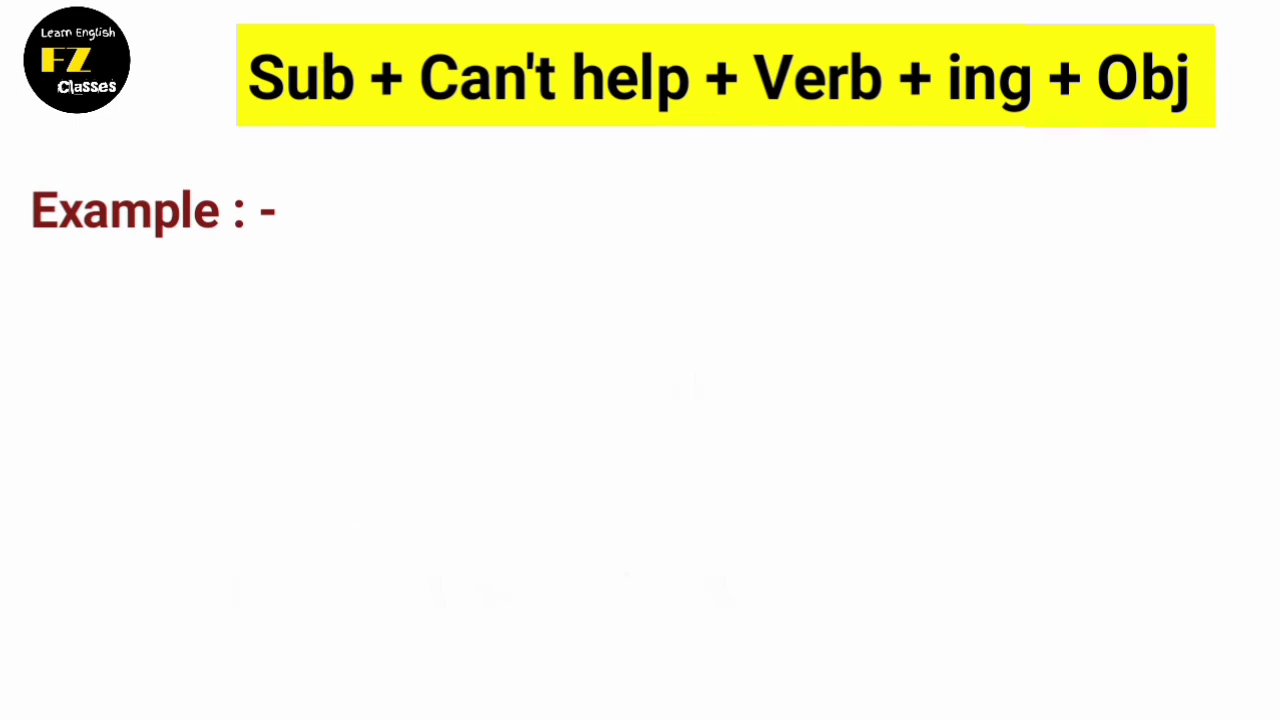 Learn English
FZ
Classes
Sub + Can't help + Verb + ing + Obj
Example : -